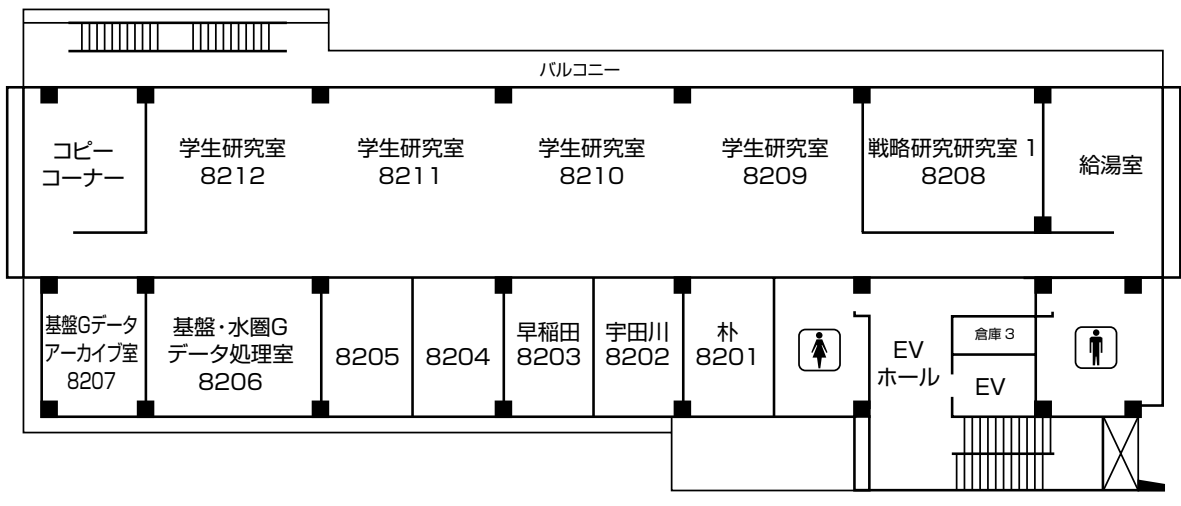 バルコニー
コピー
コーナー
学生研究室
8212
学生研究室
8211
学生研究室
8210
学生研究室
8209
戦略研究研究室 1
8208
給湯室
基盤Gデータ
アーカイブ室
8207
基盤・水圏G
データ処理室
8206
8205
8204
早稲田
8203
宇田川
8202
朴
8201
EV
ホール
倉庫 3
EV